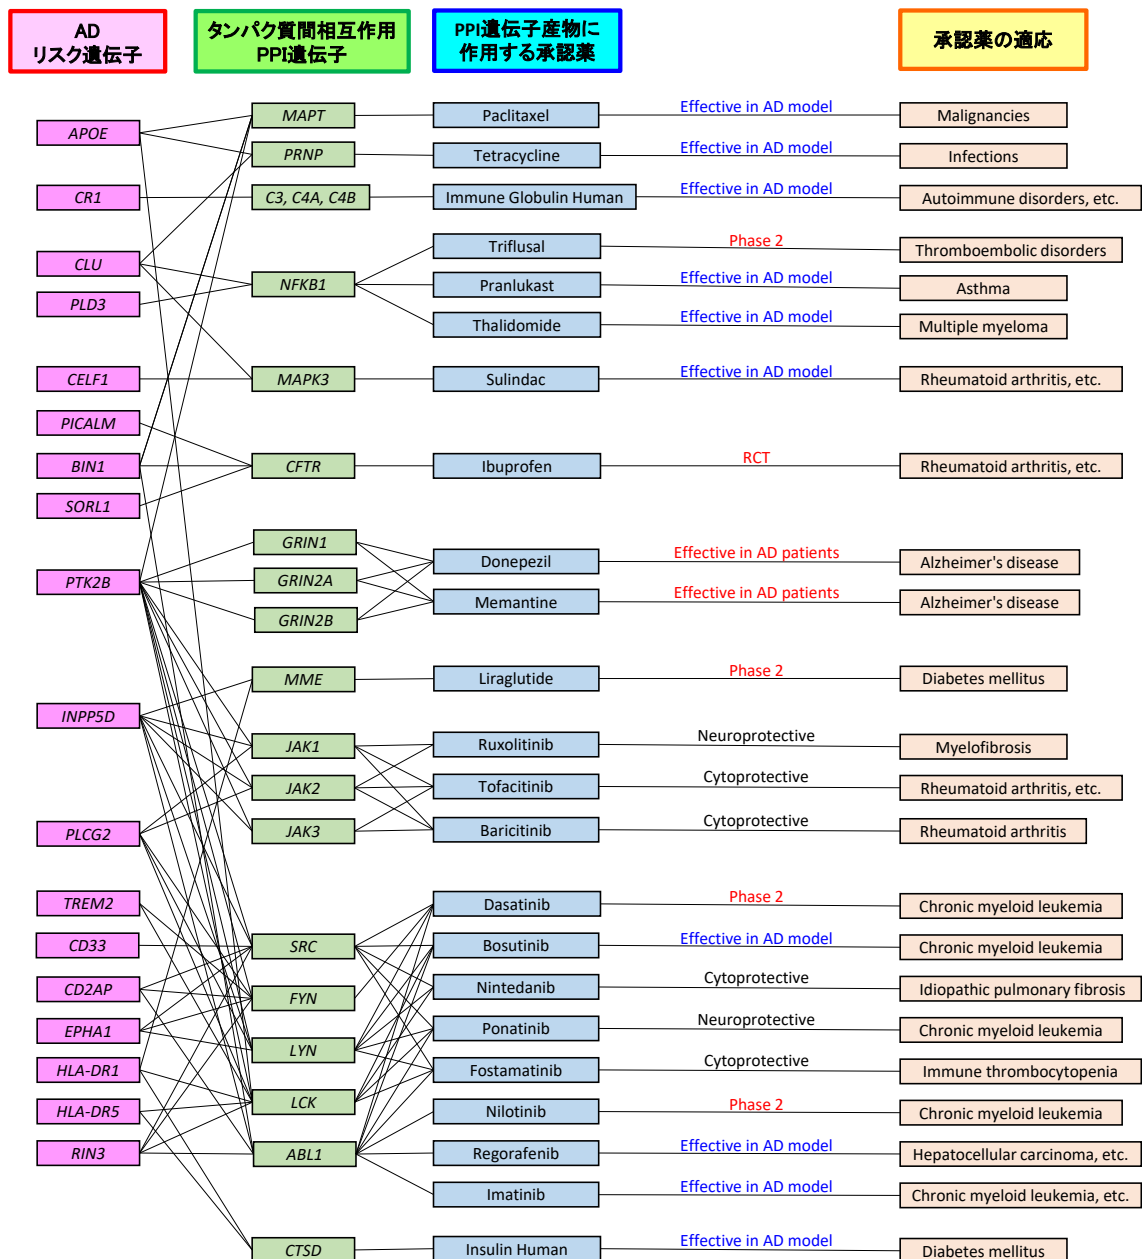 AD
リスク遺伝子
タンパク質間相互作用
PPI遺伝子
PPI遺伝子産物に
作用する承認薬
承認薬の適応
APOE
MAPT
Paclitaxel
Effective in AD model
Malignancies
PRNP
Tetracycline
Effective in AD model
Infections
CR1
C3, C4A, C4B
Immune Globulin Human
Effective in AD model
Autoimmune disorders, etc.
CLU
Triflusal
Phase 2
Thromboembolic disorders
PLD3
NFKB1
Pranlukast
Effective in AD model
Asthma
Thalidomide
Effective in AD model
Multiple myeloma
CELF1
MAPK3
Sulindac
Effective in AD model
Rheumatoid arthritis, etc.
PICALM
BIN1
CFTR
Ibuprofen
RCT
Rheumatoid arthritis, etc.
SORL1
GRIN1
Donepezil
Effective in AD patients
Alzheimer's disease
PTK2B
GRIN2A
Memantine
Effective in AD patients
Alzheimer's disease
GRIN2B
MME
Liraglutide
Phase 2
Diabetes mellitus
INPP5D
JAK1
Ruxolitinib
Neuroprotective
Myelofibrosis
JAK2
Tofacitinib
Cytoprotective
Rheumatoid arthritis, etc.
PLCG2
JAK3
Baricitinib
Cytoprotective
Rheumatoid arthritis
TREM2
Dasatinib
Phase 2
Chronic myeloid leukemia
CD33
SRC
Bosutinib
Effective in AD model
Chronic myeloid leukemia
CD2AP
FYN
Nintedanib
Cytoprotective
Idiopathic pulmonary fibrosis
EPHA1
LYN
Ponatinib
Neuroprotective
Chronic myeloid leukemia
HLA-DR1
Fostamatinib
Cytoprotective
Immune thrombocytopenia
HLA-DR5
LCK
Nilotinib
Phase 2
Chronic myeloid leukemia
RIN3
ABL1
Regorafenib
Effective in AD model
Hepatocellular carcinoma, etc.
Imatinib
Effective in AD model
Chronic myeloid leukemia, etc.
CTSD
Insulin Human
Effective in AD model
Diabetes mellitus